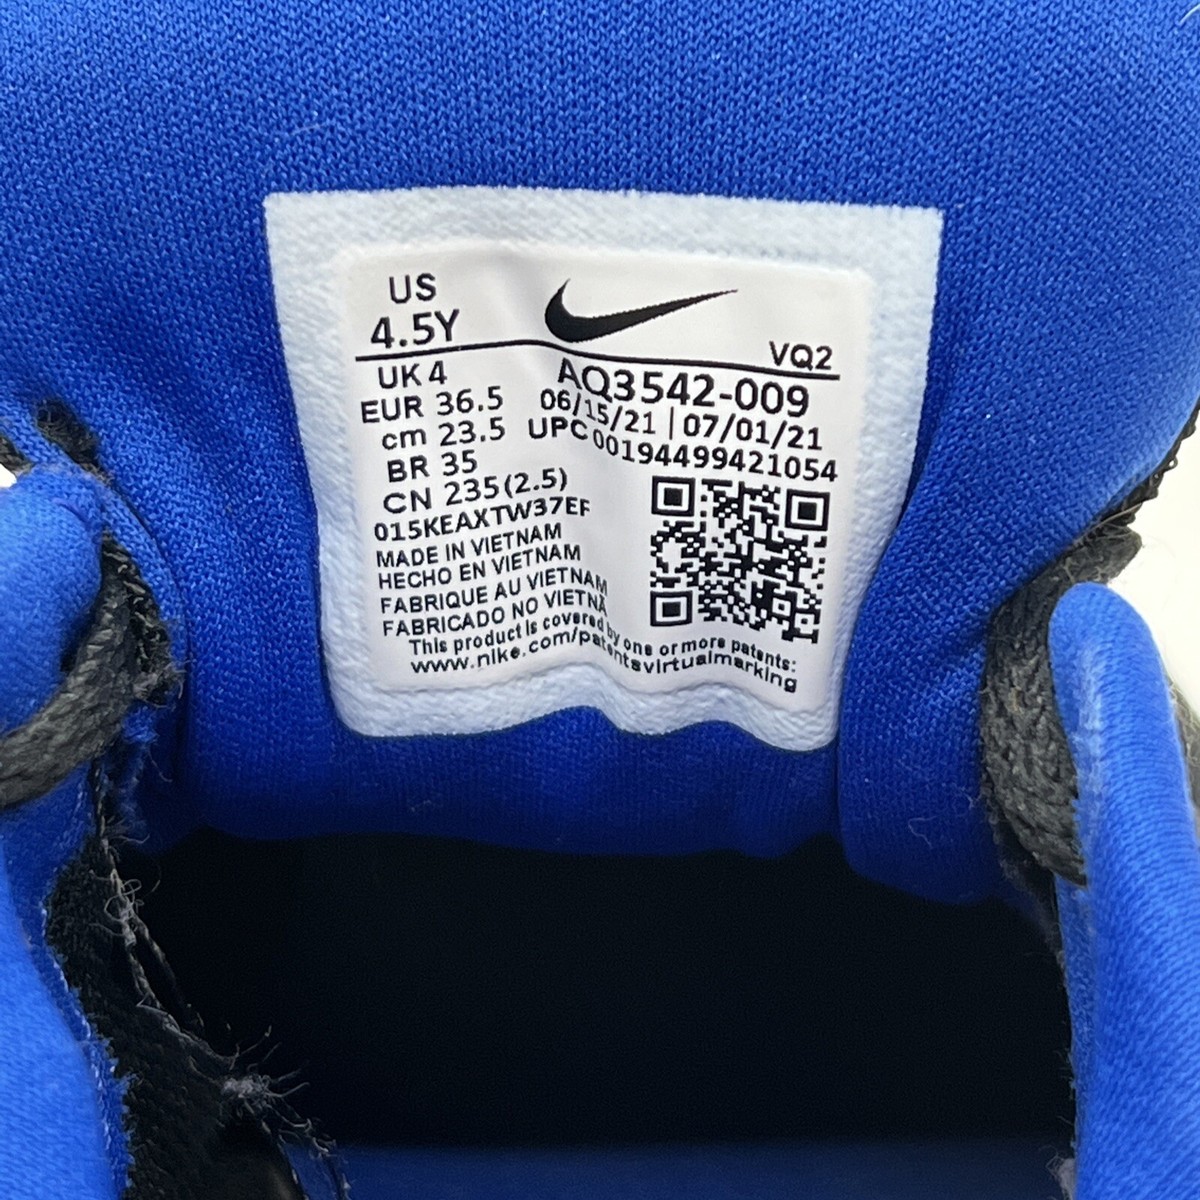 US
4.5Y
VQ2
UK 4
EUR 36.5
cm 23.5
BR 35
CN 235(2.5)
015KEAXTW37EF
AQ3542-009
06/15/21 | 07/01/21
UPC 00194499421054
MADE IN VIETNAM
HECHO EN VIETNAM
FABRIQUE AU VIETNAM
FABRICADO NO VIETNÃ
This product is covered by one or more patents:
www.nike.com/patentsvirtualmarking